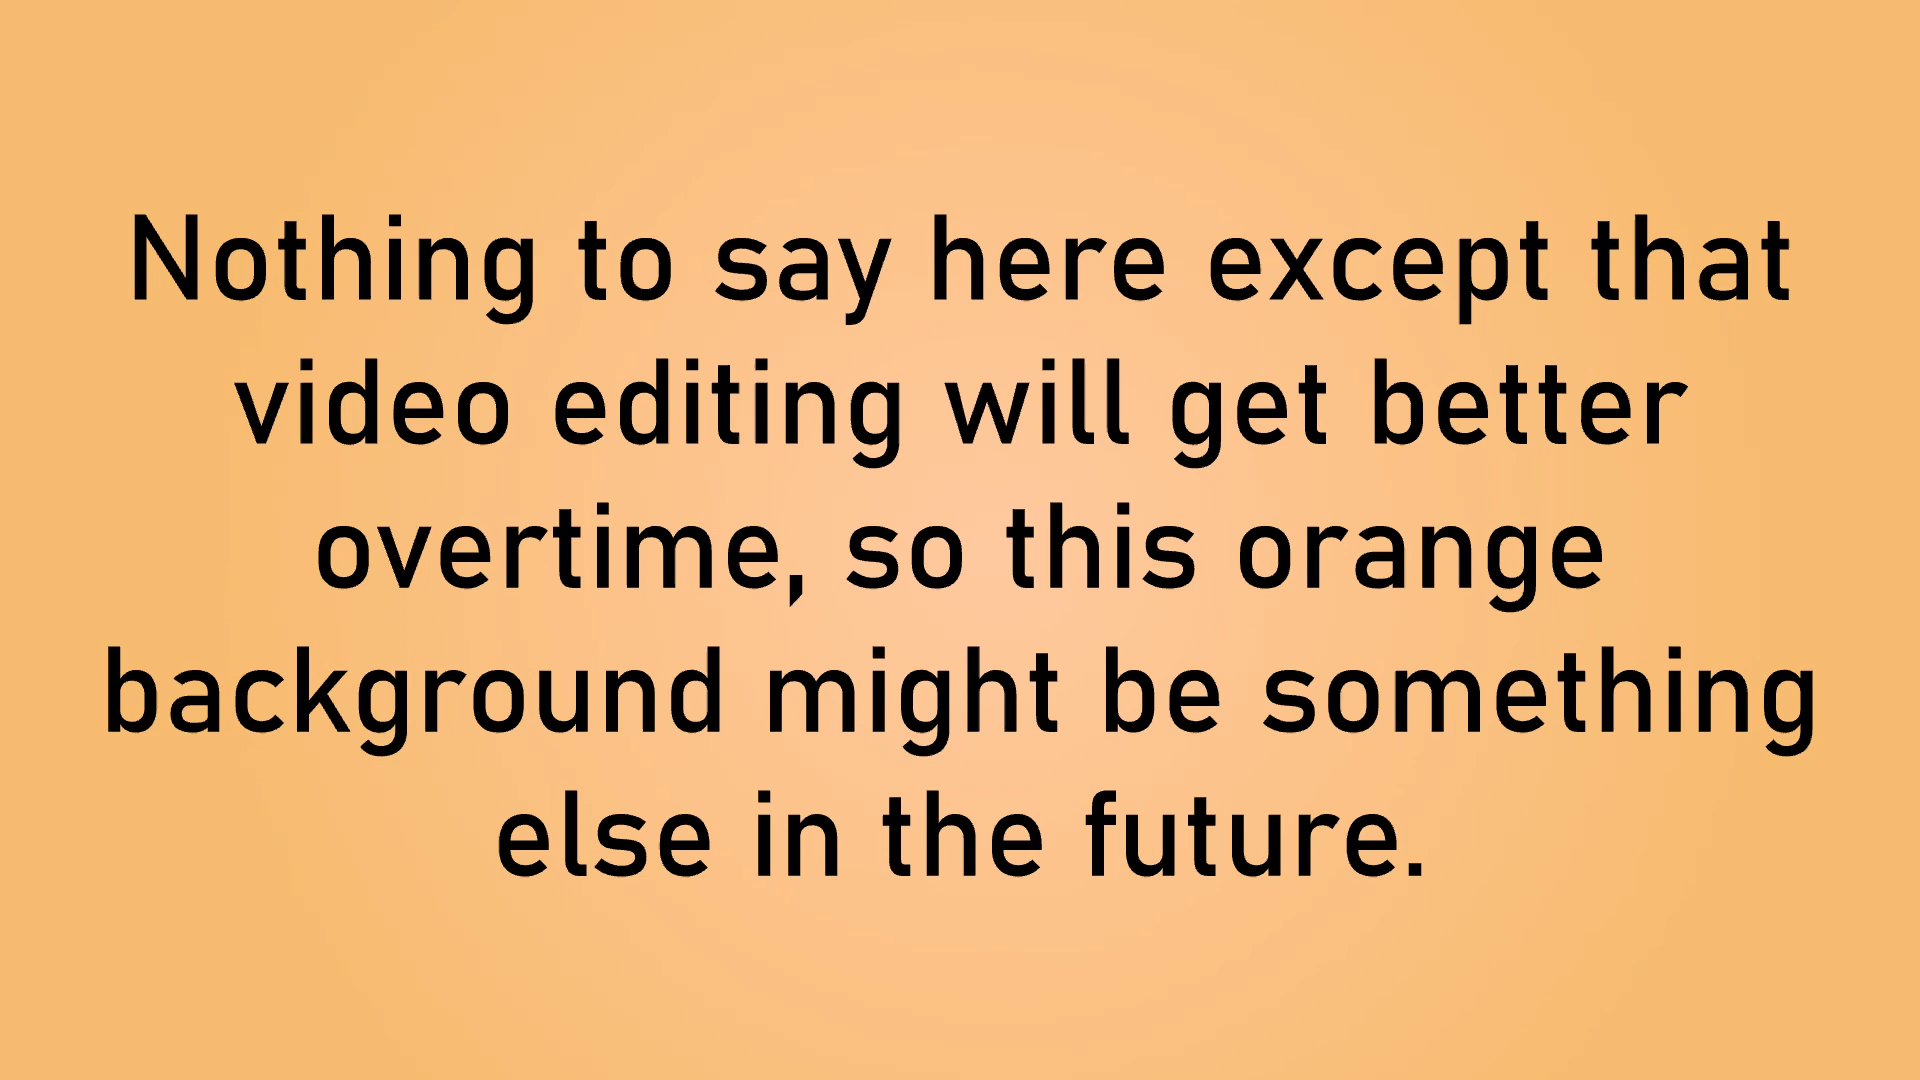 Nothing to say here except that
video editing will get better
overtime, so this orange
background might be something
else in the future.